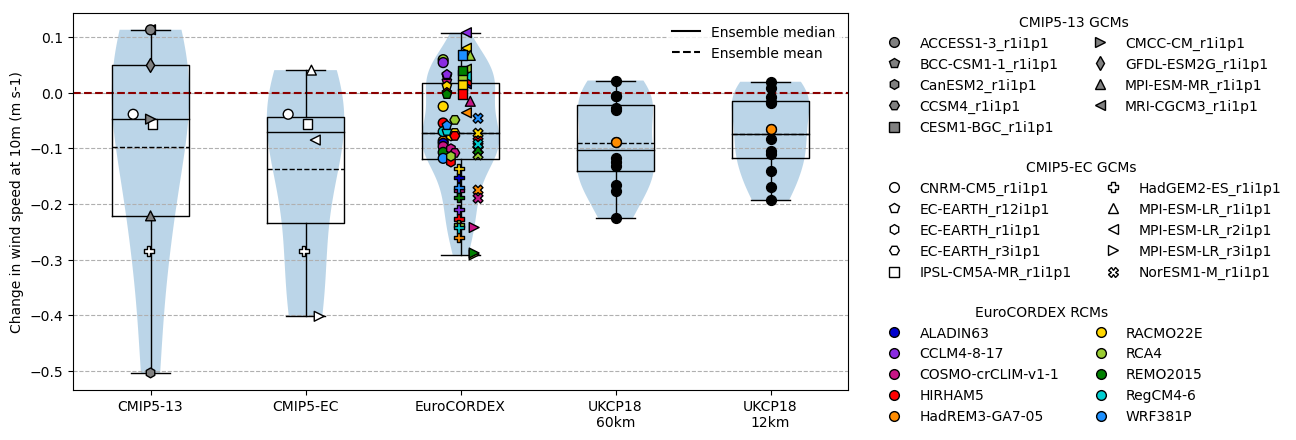 Change in wind speed at 10m (m s-1)
0.1
0.0
−0.1
−0.2
−0.3
−0.4
−0.5
Ensemble median
Ensemble mean
CMIP5-13
CMIP5-EC
EuroCORDEX
UKCP18
60km
UKCP18
12km
CMIP5-13 GCMs
ACCESS1-3_r1i1p1
BCC-CSM1-1_r1i1p1
CanESM2_r1i1p1
CCSM4_r1i1p1
CESM1-BGC_r1i1p1
CMCC-CM_r1i1p1
GFDL-ESM2G_r1i1p1
MPI-ESM-MR_r1i1p1
MRI-CGCM3_r1i1p1
CMIP5-EC GCMs
CNRM-CM5_r1i1p1
EC-EARTH_r12i1p1
EC-EARTH_r1i1p1
EC-EARTH_r3i1p1
IPSL-CM5A-MR_r1i1p1
HadGEM2-ES_r1i1p1
MPI-ESM-LR_r1i1p1
MPI-ESM-LR_r2i1p1
MPI-ESM-LR_r3i1p1
NorESM1-M_r1i1p1
EuroCORDEX RCMs
ALADIN63
CCLM4-8-17
COSMO-crCLIM-v1-1
HIRHAM5
HadREM3-GA7-05
RACMO22E
RCA4
REMO2015
RegCM4-6
WRF381P